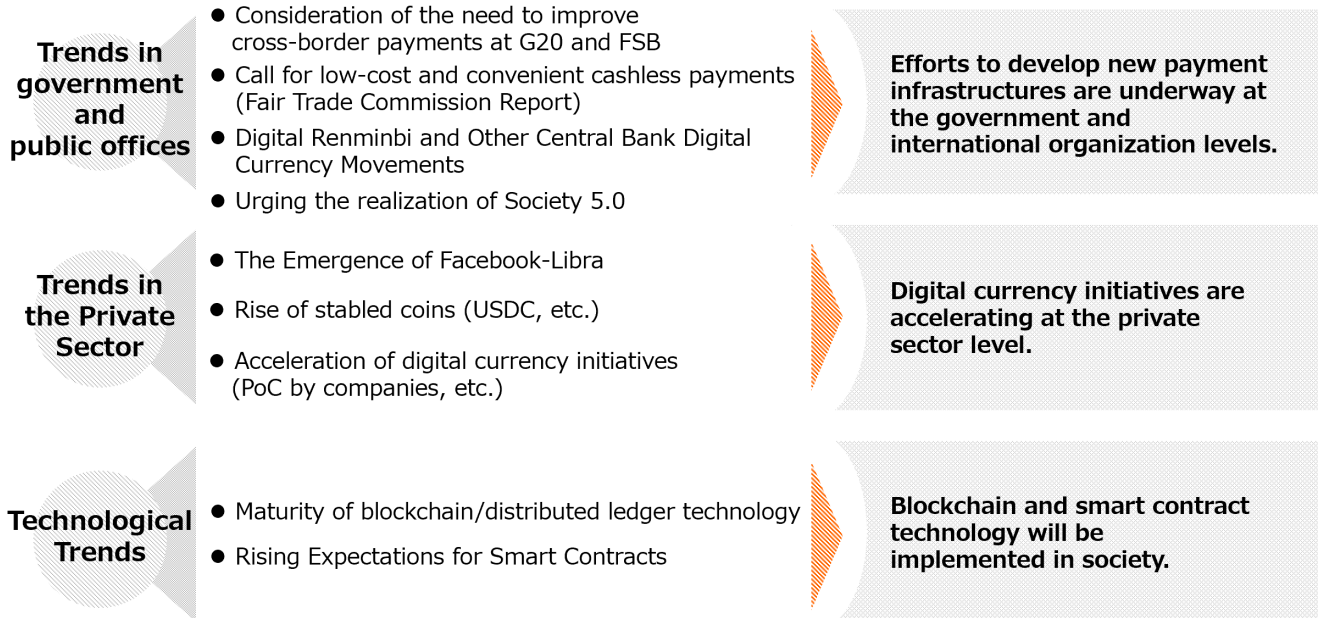 Trends in
government
and
public offices
● Consideration of the need to improve
cross-border payments at G20 and FSB
● Call for low-cost and convenient cashless payments
(Fair Trade Commission Report)
● Digital Renminbi and Other Central Bank Digital
Currency Movements
● Urging the realization of Society 5.0
Efforts to develop new payment
infrastructures are underway at
the government and
international organization levels.
Trends in
the Private
Sector
● The Emergence of Facebook-Libra
● Rise of stabled coins (USDC, etc.)
● Acceleration of digital currency initiatives
(PoC by companies, etc.)
Digital currency initiatives are
accelerating at the private
sector level.
Technological
Trends
● Maturity of blockchain/distributed ledger technology
● Rising Expectations for Smart Contracts
Blockchain and smart contract
technology will be
implemented in society.